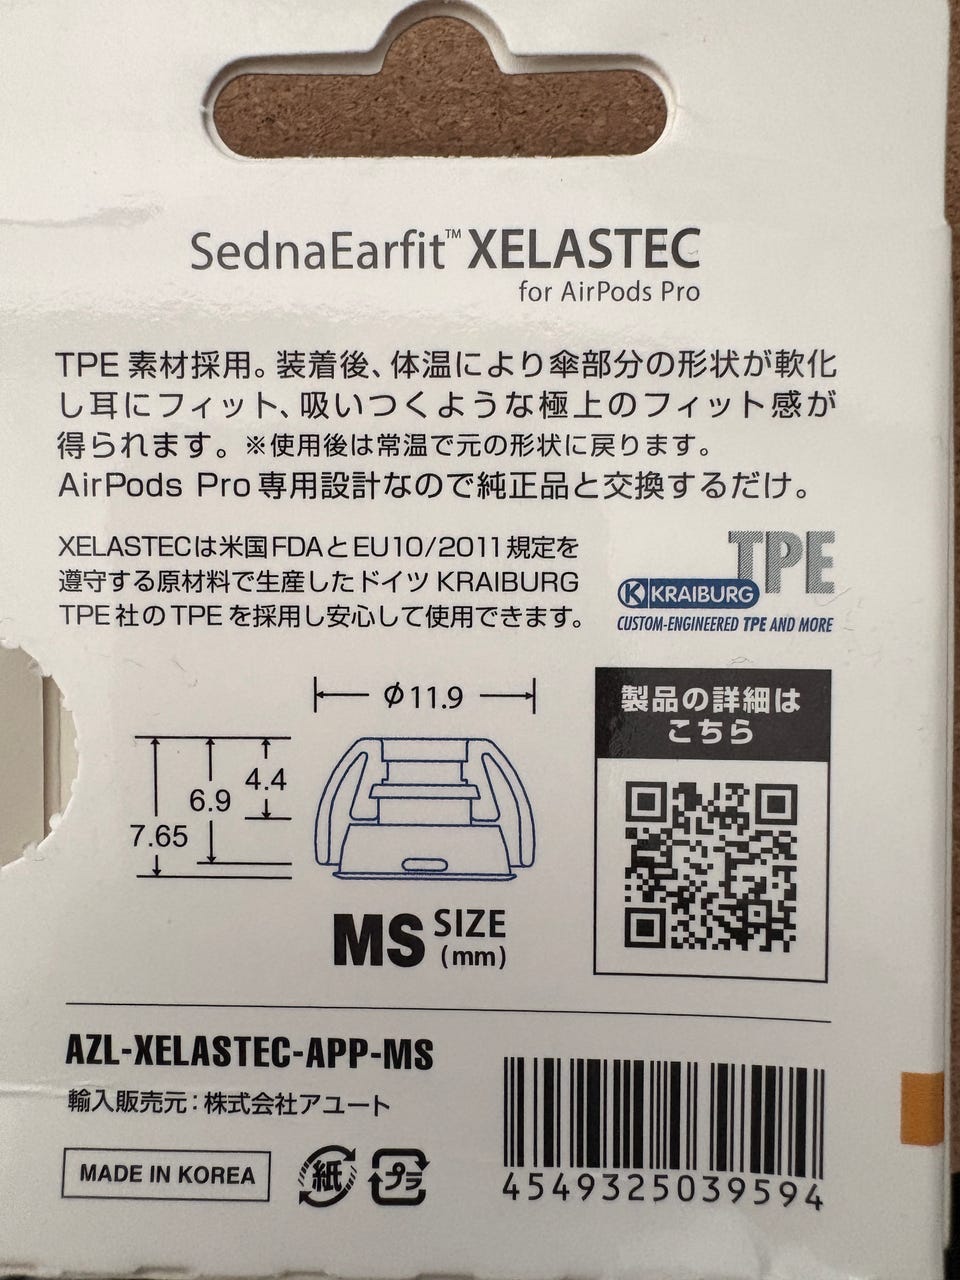 SednaEarfit™ XELASTEC
for AirPods Pro
TPE 素材採用。装着後、体温により傘部分の形状が軟化
し耳にフィット、吸いつくような極上のフィット感が
得られます。※使用後は常温で元の形状に戻ります。
AirPods Pro 専用設計なので純正品と交換するだけ。
XELASTECは米国FDAとEU10/2011規定を
遵守する原材料で生産したドイツ KRAIBURG
TPE 社の TPE を採用し安心して使用できます。
TPE
K KRAIBURG
CUSTOM-ENGINEERED TPE AND MORE
Φ11.9
4.4
6.9
7.65
MS SIZE
(mm)
製品の詳細は
こちら
AZL-XELASTEC-APP-MS
輸入販売元：株式会社アユート
MADE IN KOREA
紙
プラ
4549325039594